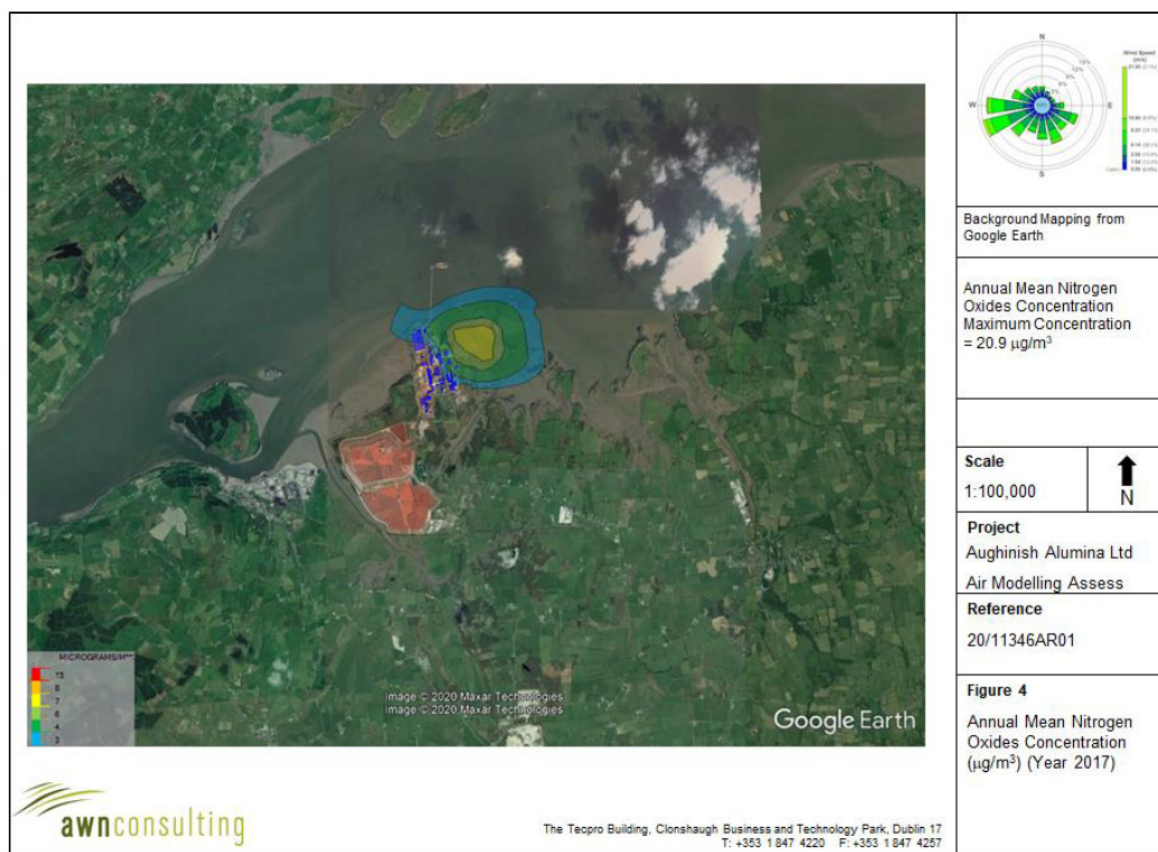 N
W
E
S
Wind Speed
(m/s)
Background Mapping from
Google Earth
Annual Mean Nitrogen
Oxides Concentration
Maximum Concentration
= 20.9 µg/m³
Scale
1:100,000
N
Project
Aughinish Alumina Ltd
Air Modelling Assess
Reference
20/11346AR01
Figure 4
Annual Mean Nitrogen
Oxides Concentration
(µg/m³) (Year 2017)
15
8
7
6
4
Image © 2020 Maxar Technologies
Image © 2020 Maxar Technologies
Google Earth
awnconsulting
The Tecpro Building, Clonshaugh Business and Technology Park, Dublin 17
T: +353 1 847 4220 F: +353 1 847 4257